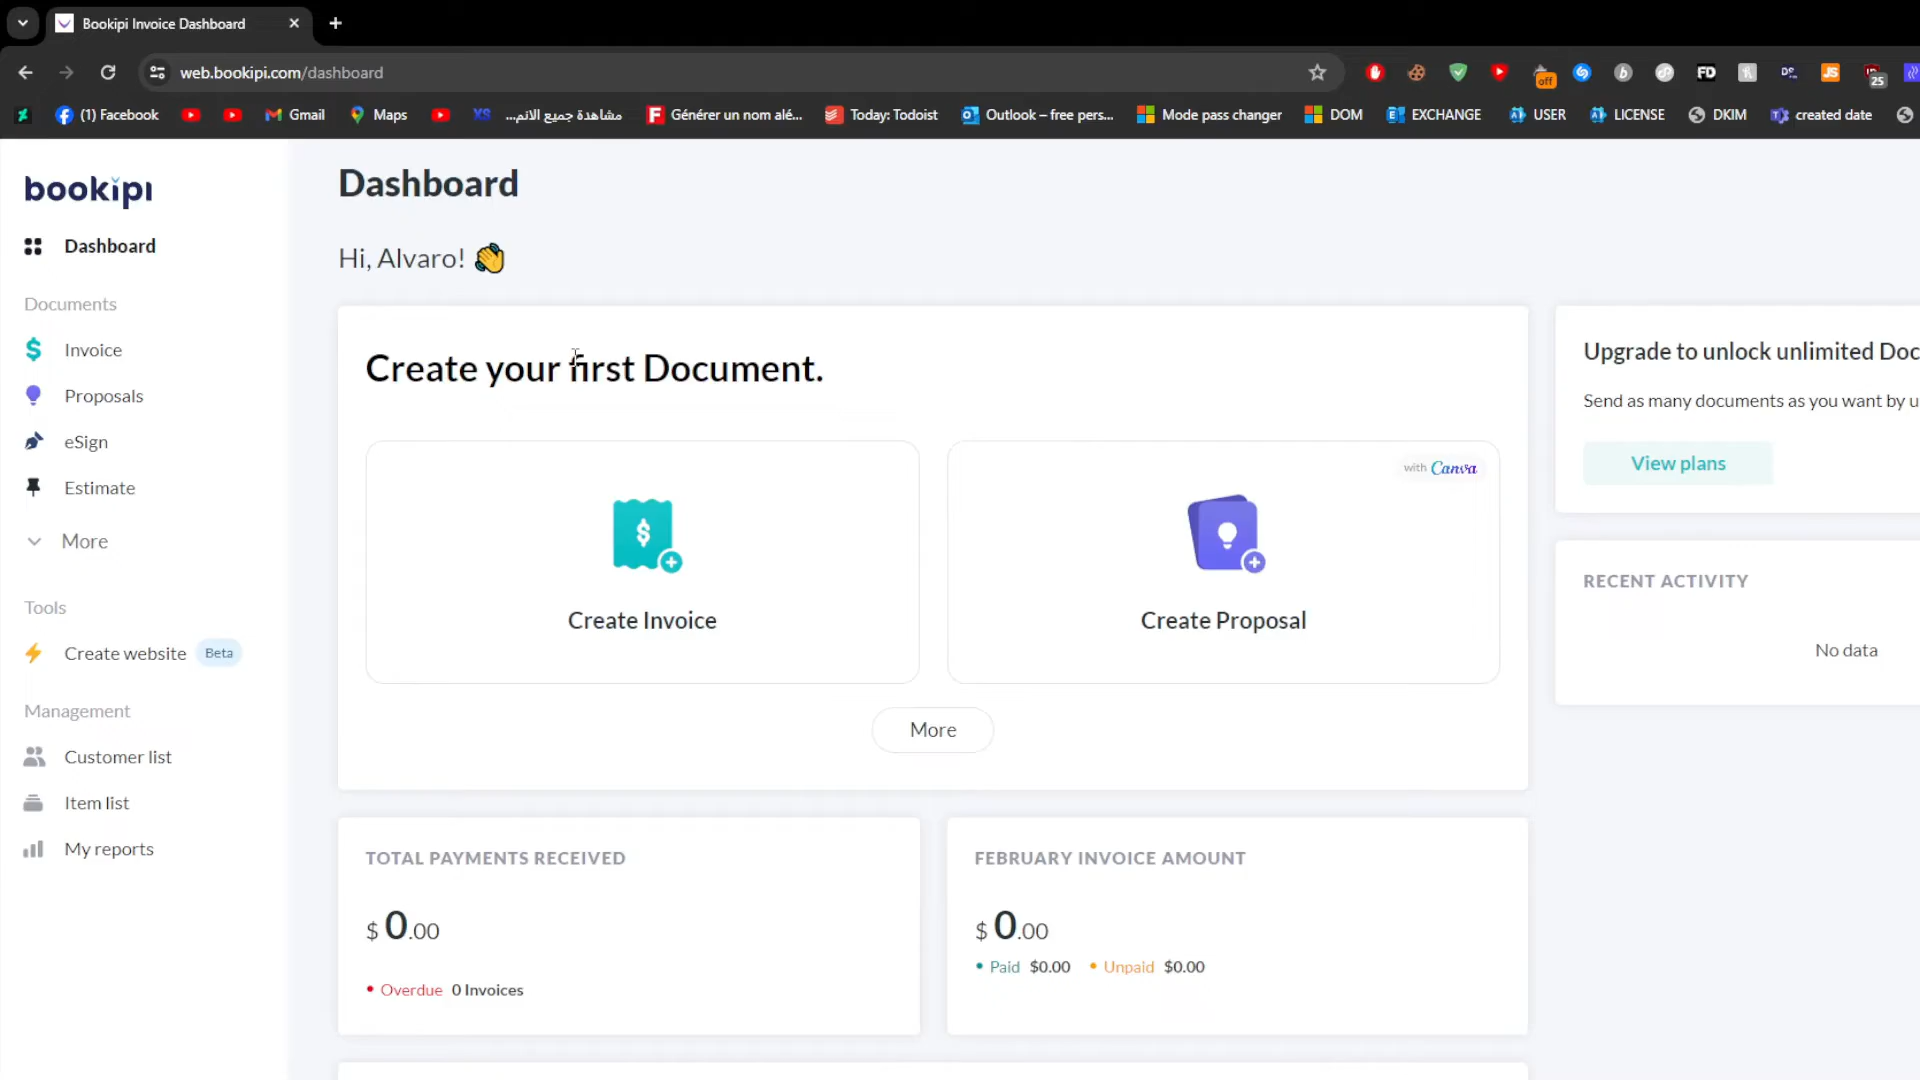 Bookipi Invoice Dashboard
web.bookipi.com/dashboard
off
FD
JS
25
(1) Facebook
Gmail
Maps
XS
مشاهدة جميع الانم...
Générer un nom alé...
Today: Todoist
Outlook – free pers...
Mode pass changer
DOM
EXCHANGE
USER
LICENSE
DKIM
created date
bookipi
Dashboard
Documents
Invoice
Proposals
eSign
Estimate
More
Tools
Create website Beta
Management
Customer list
Item list
My reports
Dashboard
Hi, Alvaro!
Create your first Document.
Create Invoice
with Canva
Create Proposal
More
TOTAL PAYMENTS RECEIVED
$ 0.00
Overdue 0 Invoices
FEBRUARY INVOICE AMOUNT
$ 0.00
Paid $0.00 Unpaid $0.00
Upgrade to unlock unlimited Doc
Send as many documents as you want by u
View plans
RECENT ACTIVITY
No data